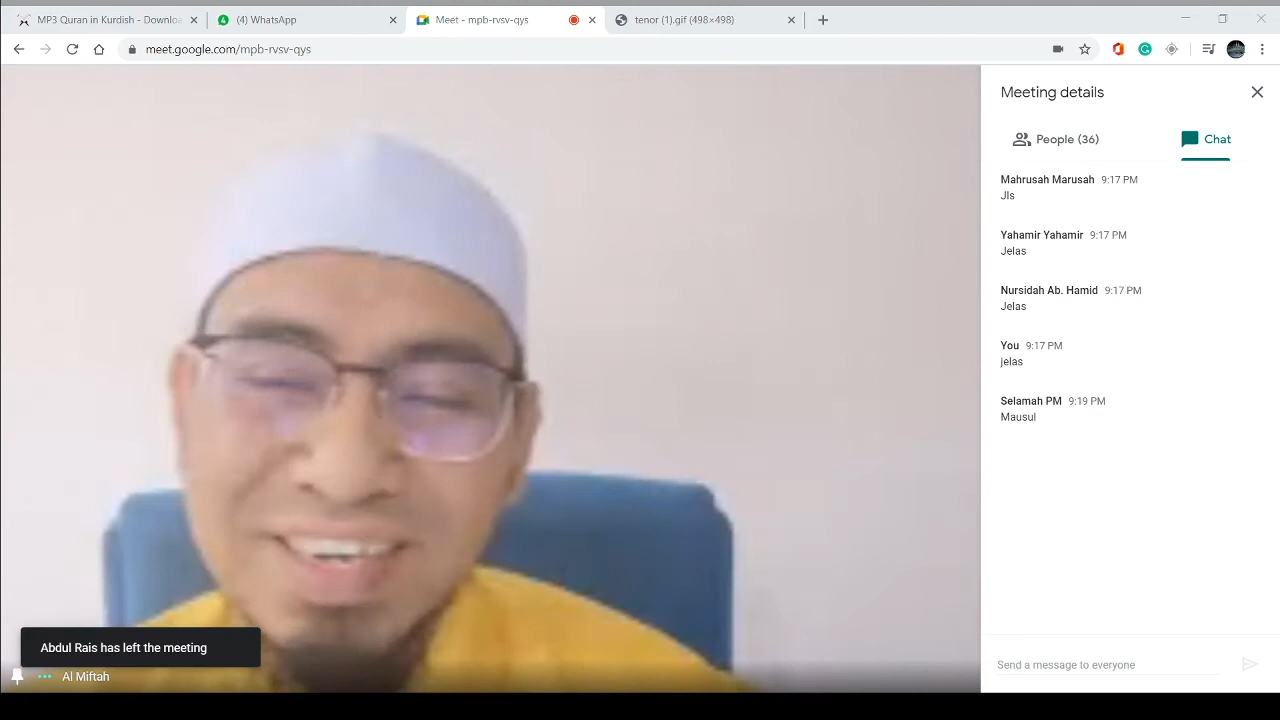 MP3 Quran in Kurdish - Downloa
(4) WhatsApp
Meet - mpb-rvsv-qys
tenor (1).gif (498×498)
meet.google.com/mpb-rvsv-qys
Meeting details
People (36)
Chat
Mahrusah Marusah 9:17 PM
Jls
Yahamir Yahamir 9:17 PM
Jelas
Nursidah Ab. Hamid 9:17 PM
Jelas
You 9:17 PM
jelas
Selamah PM 9:19 PM
Mausul
Abdul Rais has left the meeting
Al Miftah
Send a message to everyone